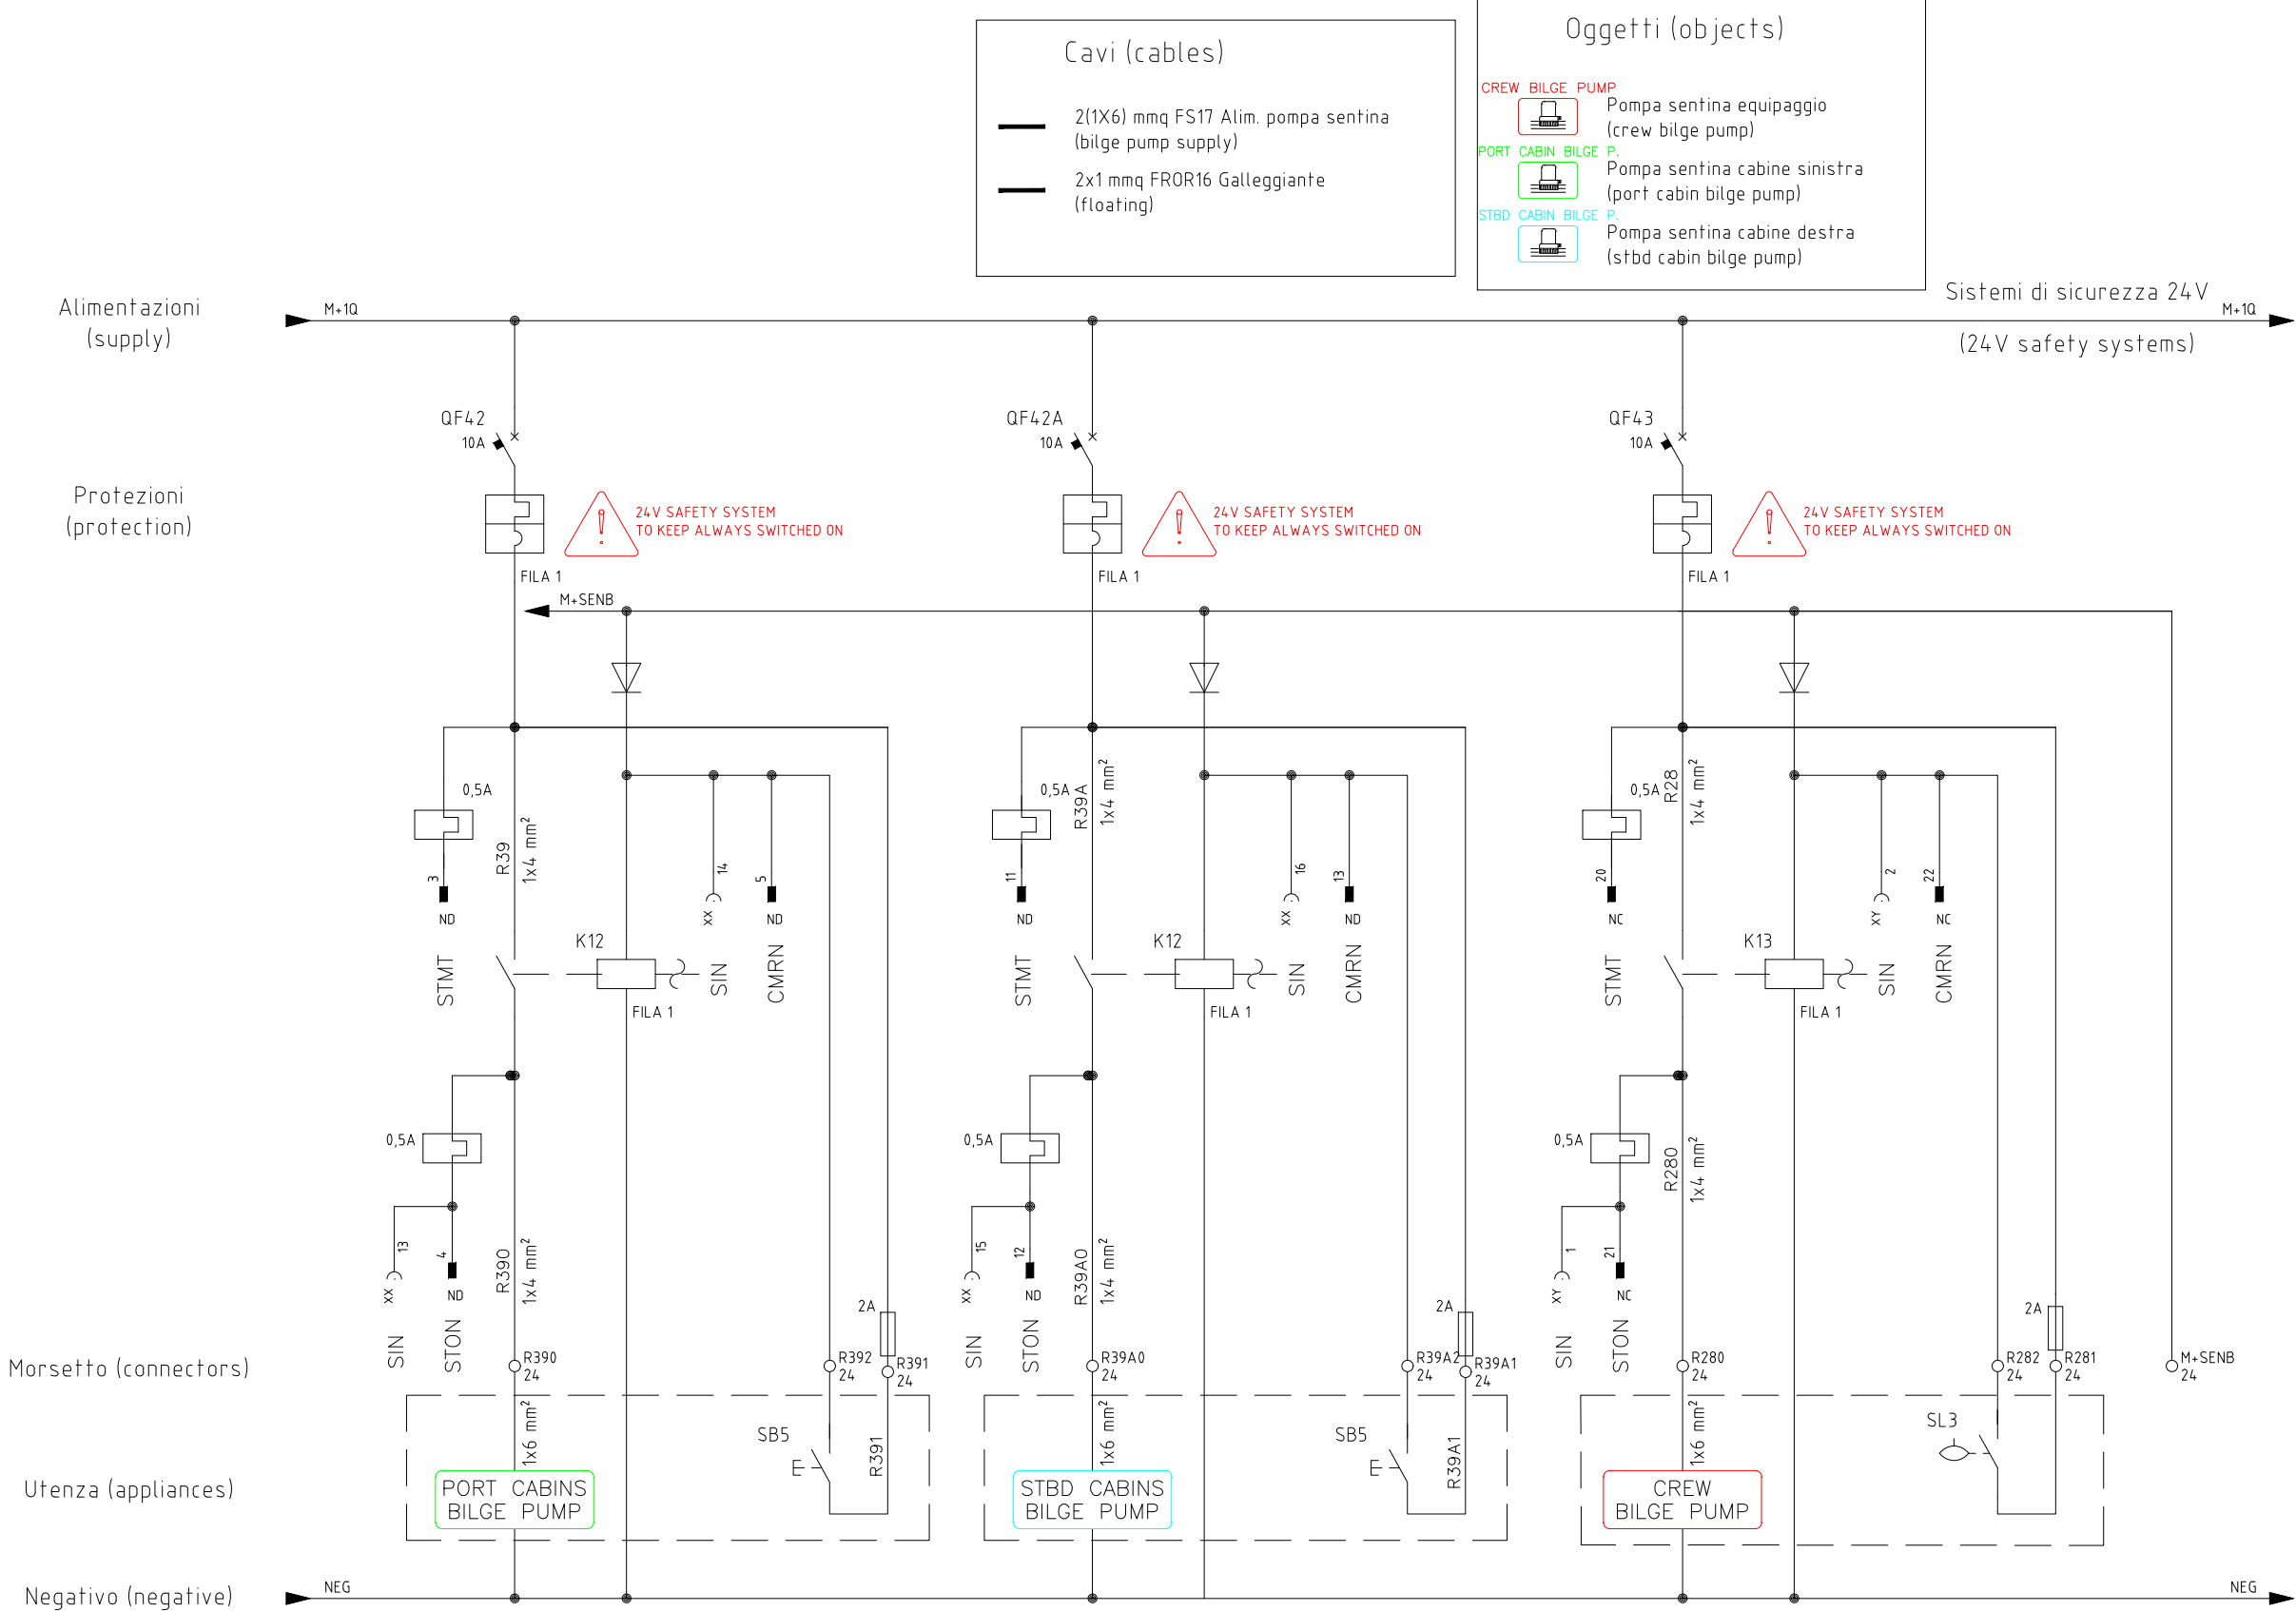 Cavi (cables)
2(1X6) mmq FS17 Alim. pompa sentina
(bilge pump supply)
2x1 mmq FROR16 Galleggiante
(floating)
Oggetti (objects)
CREW BILGE PUMP
Pompa sentina equipaggio
(crew bilge pump)
PORT CABIN BILGE P.
Pompa sentina cabine sinistra
(port cabin bilge pump)
STBD CABIN BILGE P.
Pompa sentina cabine destra
(stbd cabin bilge pump)
Alimentazioni
(supply)
M+1Q
Sistemi di sicurezza 24V
M+1Q
(24V safety systems)
QF42
10A
QF42A
10A
QF43
10A
Protezioni
(protection)
24V SAFETY SYSTEM
TO KEEP ALWAYS SWITCHED ON
24V SAFETY SYSTEM
TO KEEP ALWAYS SWITCHED ON
24V SAFETY SYSTEM
TO KEEP ALWAYS SWITCHED ON
FILA 1
FILA 1
FILA 1
M+SENB
0,5A
R39
1x4 mm²
3
ND
STMT
14
XX
SIN
5
ND
CMRN
K12
FILA 1
0,5A
R39A
1x4 mm²
11
ND
STMT
16
XX
SIN
13
ND
CMRN
K12
FILA 1
0,5A
R28
1x4 mm²
20
NC
STMT
2
XY
SIN
22
NC
CMRN
K13
FILA 1
0,5A
13
XX
SIN
4
ND
STON
R390
1x4 mm²
2A
0,5A
15
XX
SIN
12
ND
STON
R39A0
1x4 mm²
2A
0,5A
1
XY
SIN
21
NC
STON
R280
1x4 mm²
2A
Morsetto (connectors)
R390
24
R392
24
R391
24
R39A0
24
R39A2
24
R39A1
24
R280
24
R282
24
R281
24
M+SENB
24
Utenza (appliances)
1x6 mm²
PORT CABINS
BILGE PUMP
SB5
R391
1x6 mm²
STBD CABINS
BILGE PUMP
SB5
R39A1
1x6 mm²
CREW
BILGE PUMP
SL3
Negativo (negative)
NEG
NEG